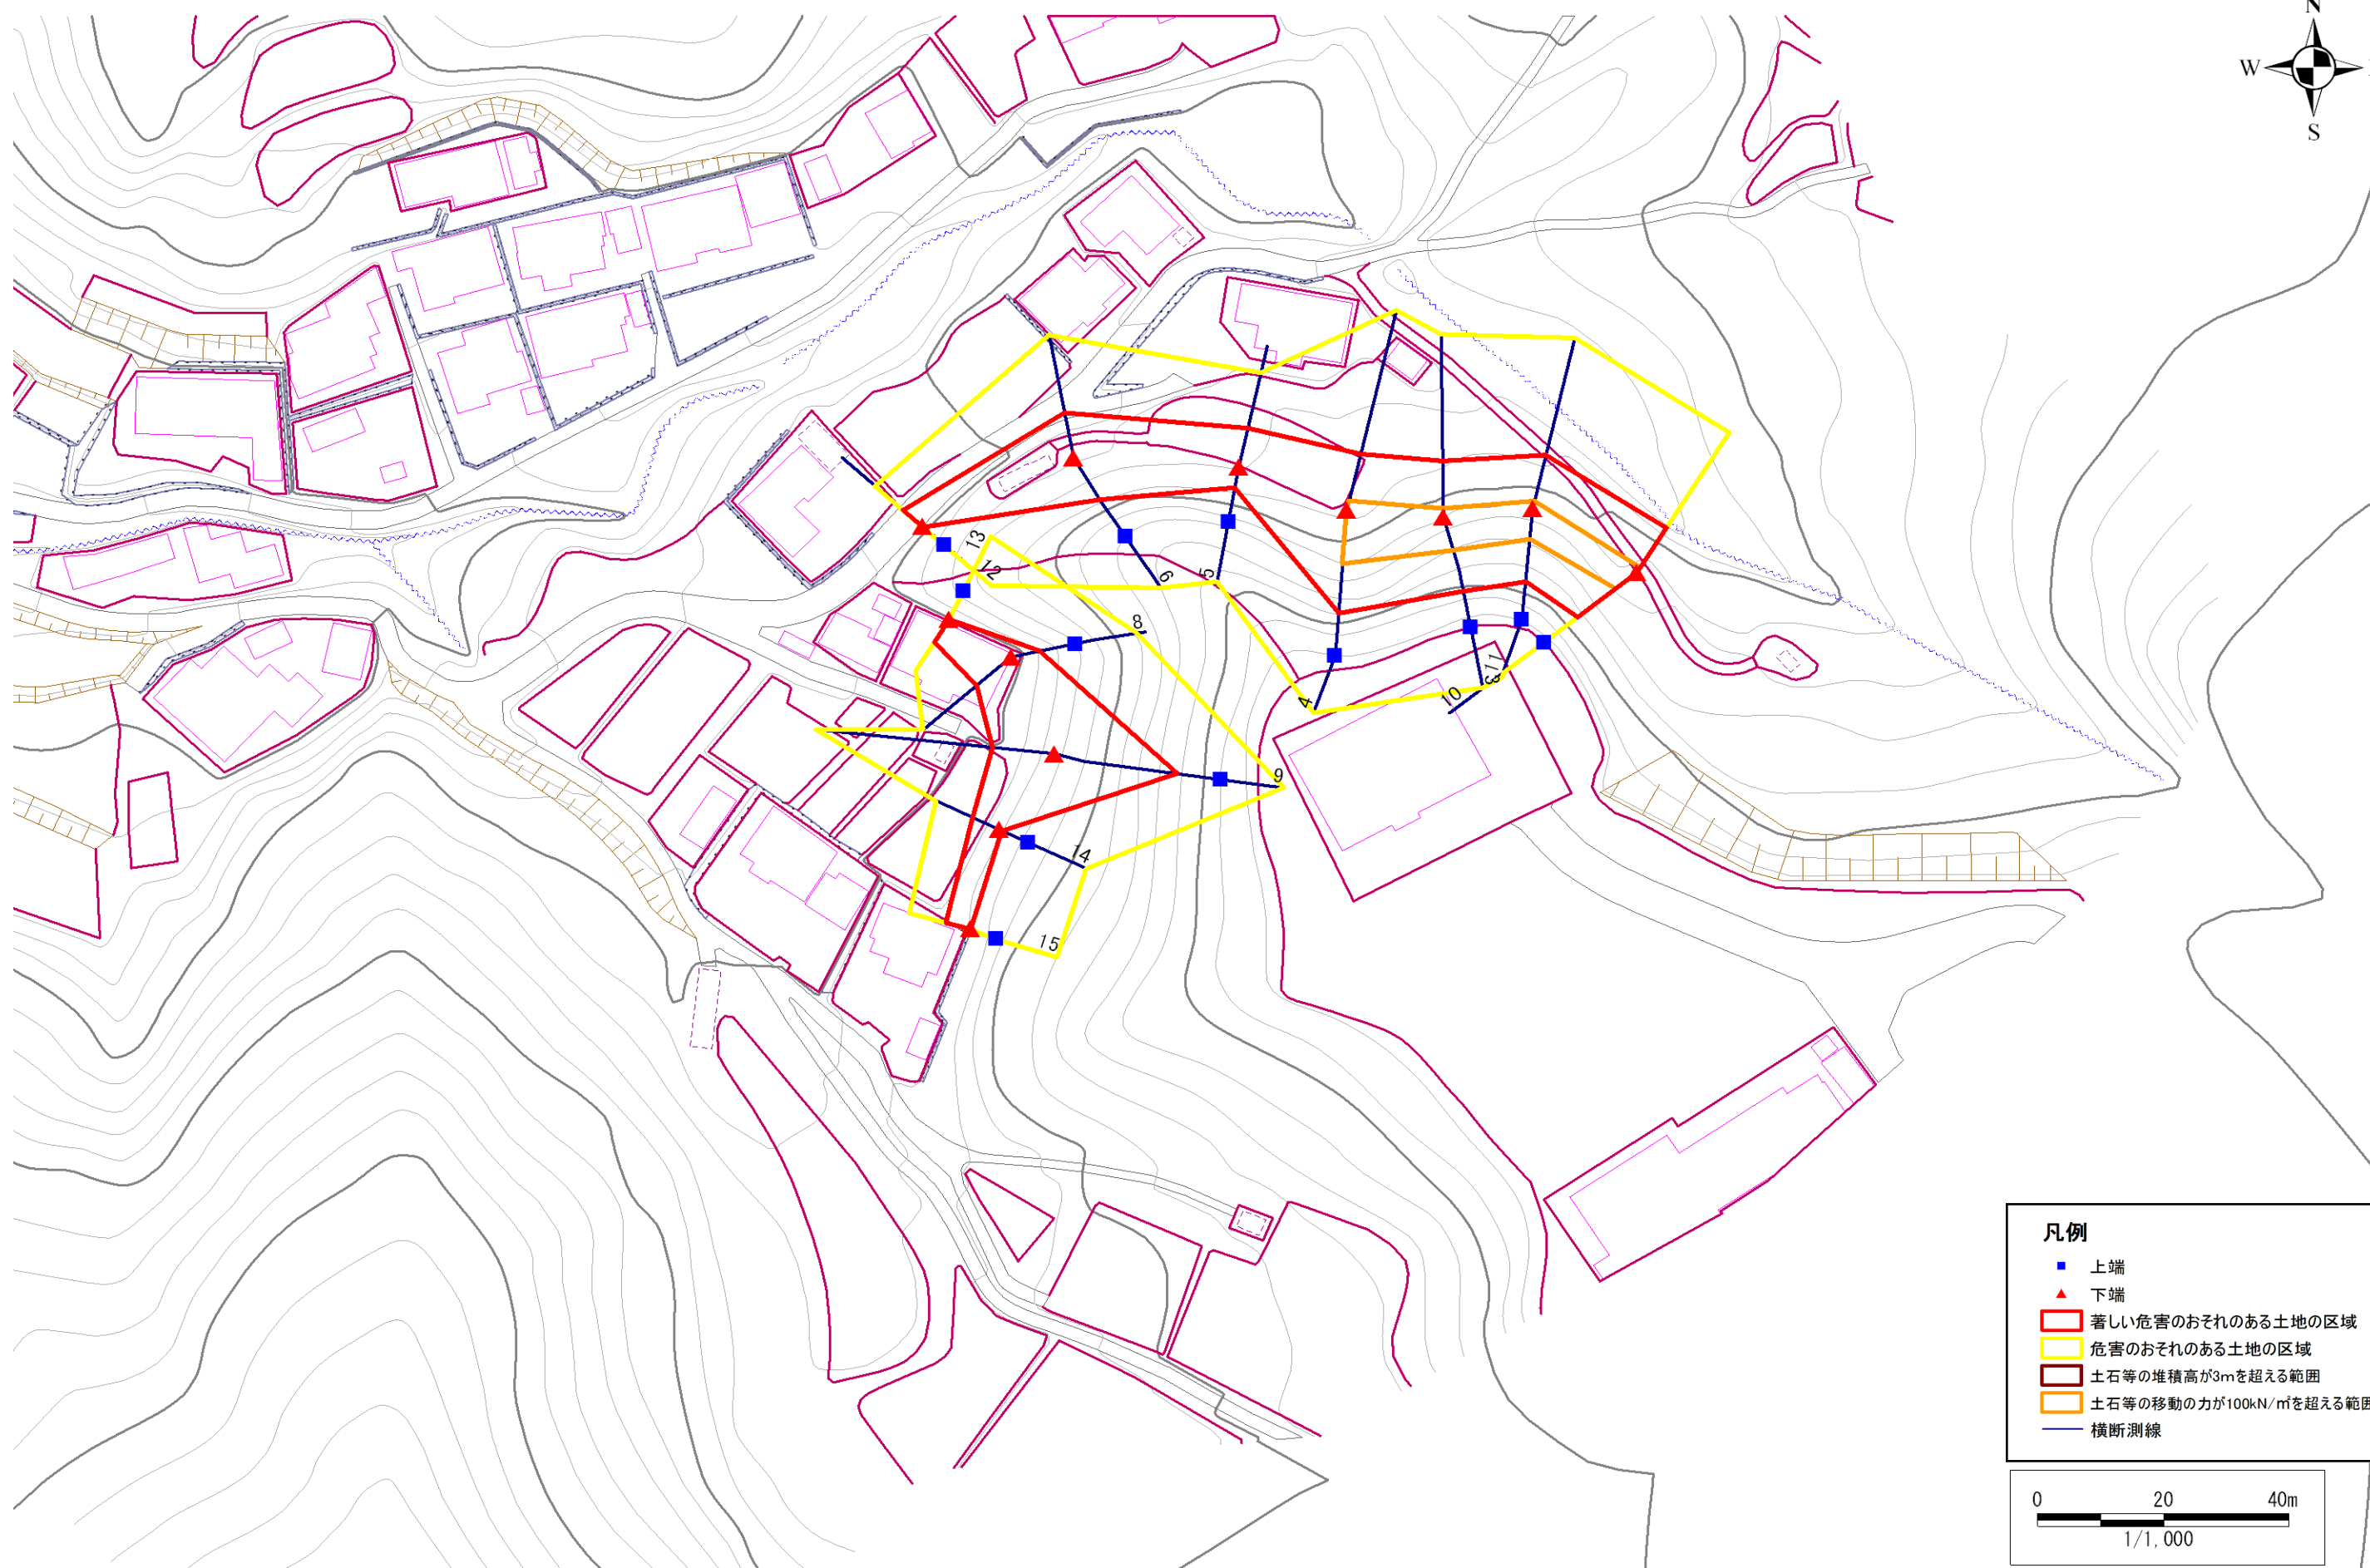 N
W
S
13
12
6
5
8
4
11
3
10
9
14
15
凡例
上端
下端
著しい危害のおそれのある土地の区域
危害のおそれのある土地の区域
土石等の堆積高が3mを超える範囲
土石等の移動の力が100kN/㎡を超える範囲
横断測線
0 20 40m
1/1,000